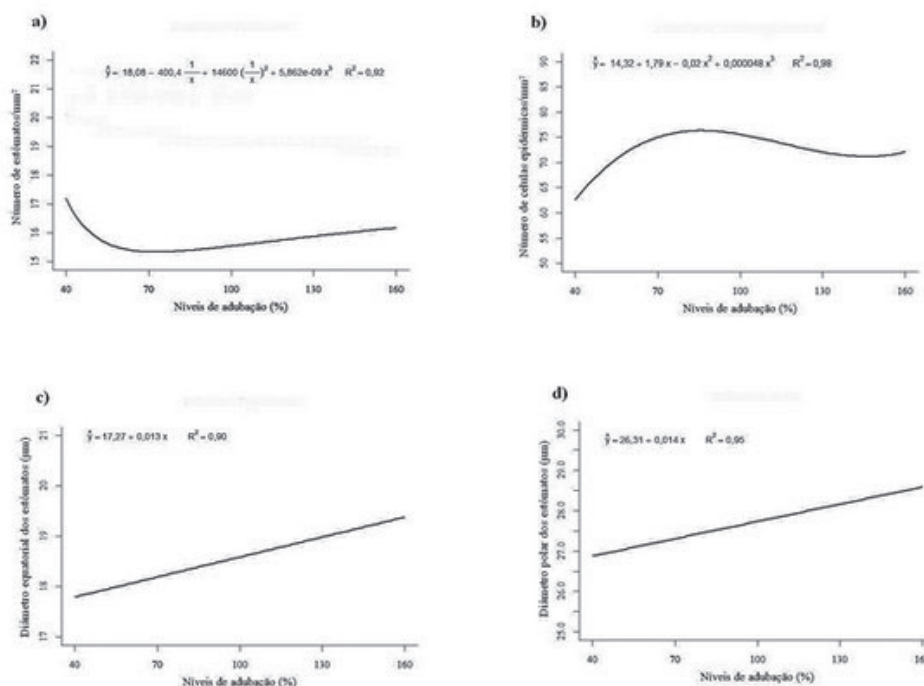 a)
ŷ = 18,08 − 400,4 1/x + 14600 (1/x)² + 5,862e-09 x³ R² = 0,92
Número de estômatos/mm²
22
21
20
19
18
17
16
15
40 70 100 130 160
Níveis de adubação (%)
b)
ŷ = 14,32 + 1,79 x − 0,02 x² + 0,000048 x³ R² = 0,98
Número de celulas epidérmicas/mm²
90
85
80
75
70
65
60
55
50
40 70 100 130 160
Níveis de adubação (%)
c)
ŷ = 17,27 + 0,013 x R² = 0,90
Diâmetro equatorial dos estômatos (µm)
21
20
19
18
17
40 70 100 130 160
Níveis de adubação (%)
d)
ŷ = 26,31 + 0,014 x R² = 0,95
Diâmetro polar dos estômatos (µm)
30.0
29.0
28.0
27.0
26.0
25.0
40 70 100 130 160
Níveis de adubação (%)